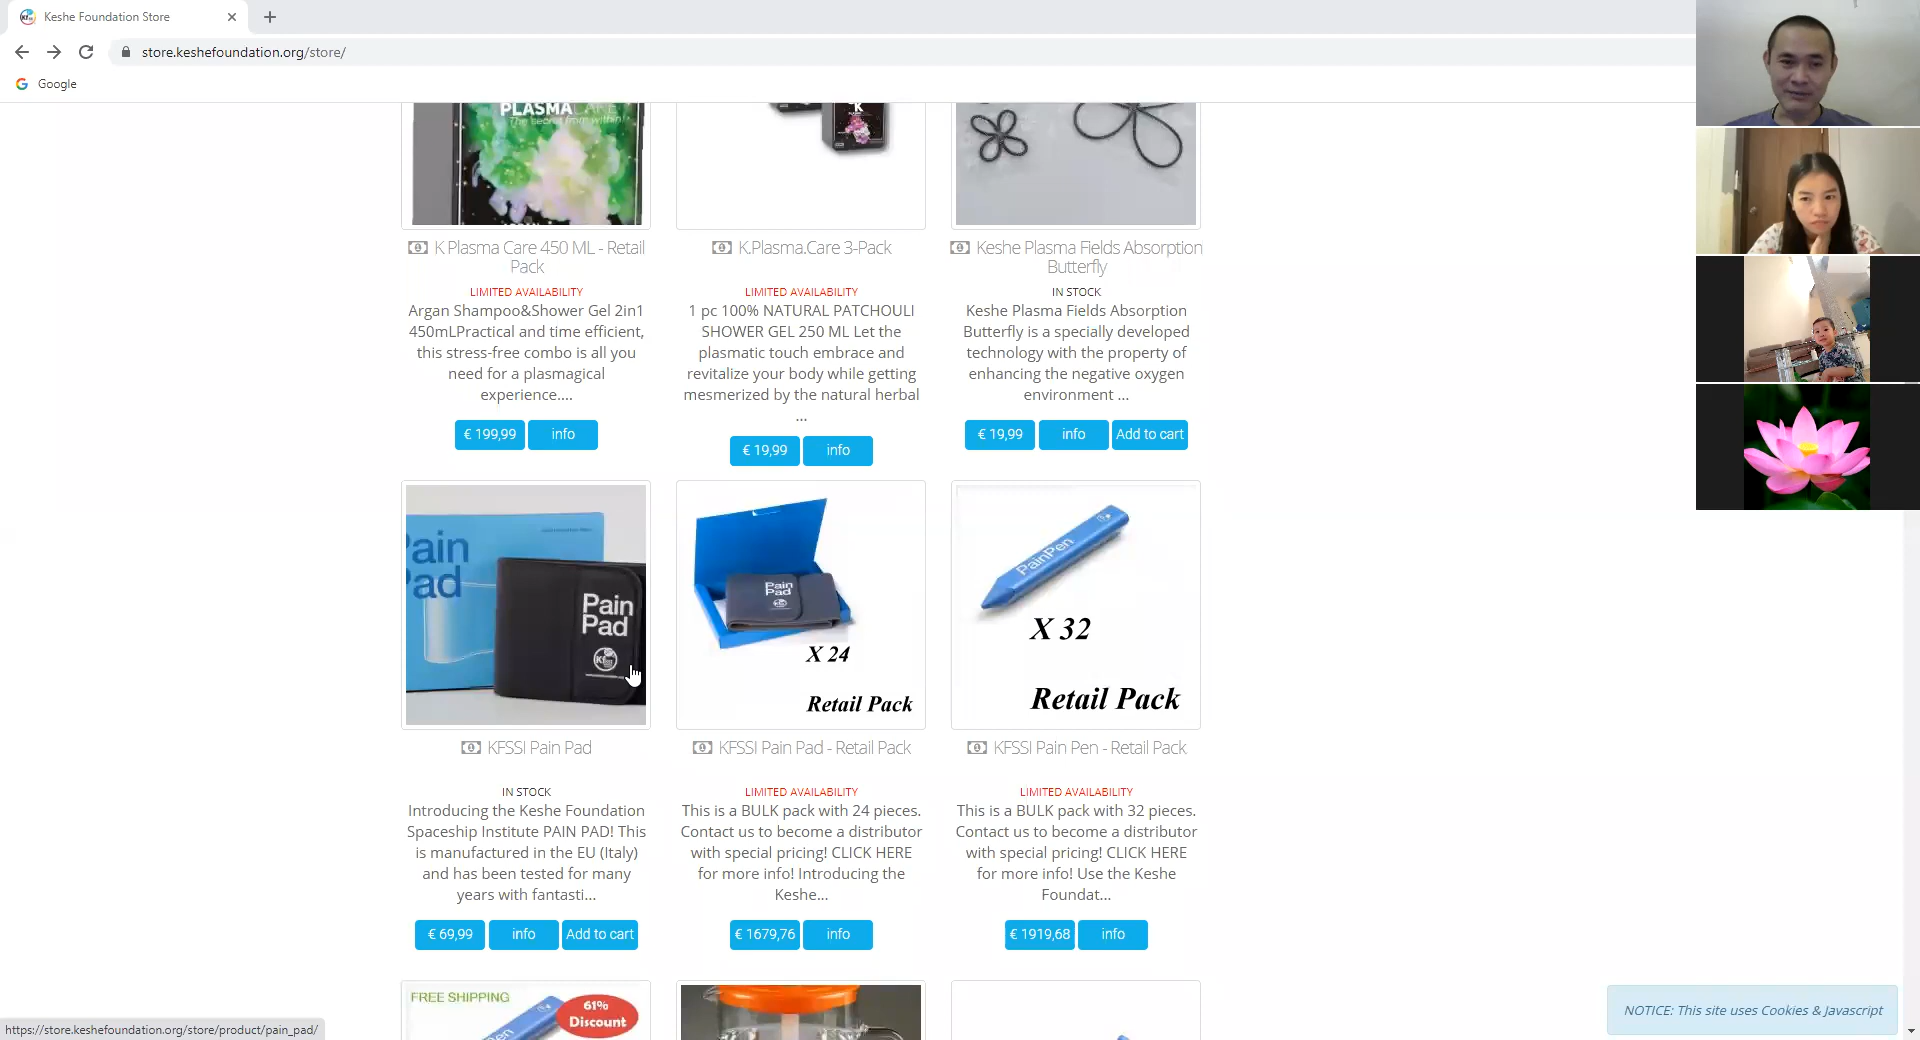 Keshe Foundation Store
store.keshefoundation.org/store/
Google
PLASMACARE
The secret from within!
K
K Plasma Care 450 ML - Retail
Pack
LIMITED AVAILABILITY
Argan Shampoo&Shower Gel 2in1
450mLPractical and time efficient,
this stress-free combo is all you
need for a plasmagical
experience....
€ 199,99
info
K.Plasma.Care 3-Pack
LIMITED AVAILABILITY
1 pc 100% NATURAL PATCHOULI
SHOWER GEL 250 ML Let the
plasmatic touch embrace and
revitalize your body while getting
mesmerized by the natural herbal
...
€ 19,99
info
Keshe Plasma Fields Absorption
Butterfly
IN STOCK
Keshe Plasma Fields Absorption
Butterfly is a specially developed
technology with the property of
enhancing the negative oxygen
environment ...
€ 19,99
info
Add to cart
Pain
Pad
Pain
Pad
KFSSI Pain Pad
IN STOCK
Introducing the Keshe Foundation
Spaceship Institute PAIN PAD! This
is manufactured in the EU (Italy)
and has been tested for many
years with fantasti...
€ 69,99
info
Add to cart
Pain
Pad
X 24
Retail Pack
KFSSI Pain Pad - Retail Pack
LIMITED AVAILABILITY
This is a BULK pack with 24 pieces.
Contact us to become a distributor
with special pricing! CLICK HERE
for more info! Introducing the
Keshe...
€ 1679,76
info
PainPen
X 32
Retail Pack
KFSSI Pain Pen - Retail Pack
LIMITED AVAILABILITY
This is a BULK pack with 32 pieces.
Contact us to become a distributor
with special pricing! CLICK HERE
for more info! Use the Keshe
Foundat...
€ 1919,68
info
FREE SHIPPING
61%
Discount
NOTICE: This site uses Cookies & Javascript
https://store.keshefoundation.org/store/product/pain_pad/